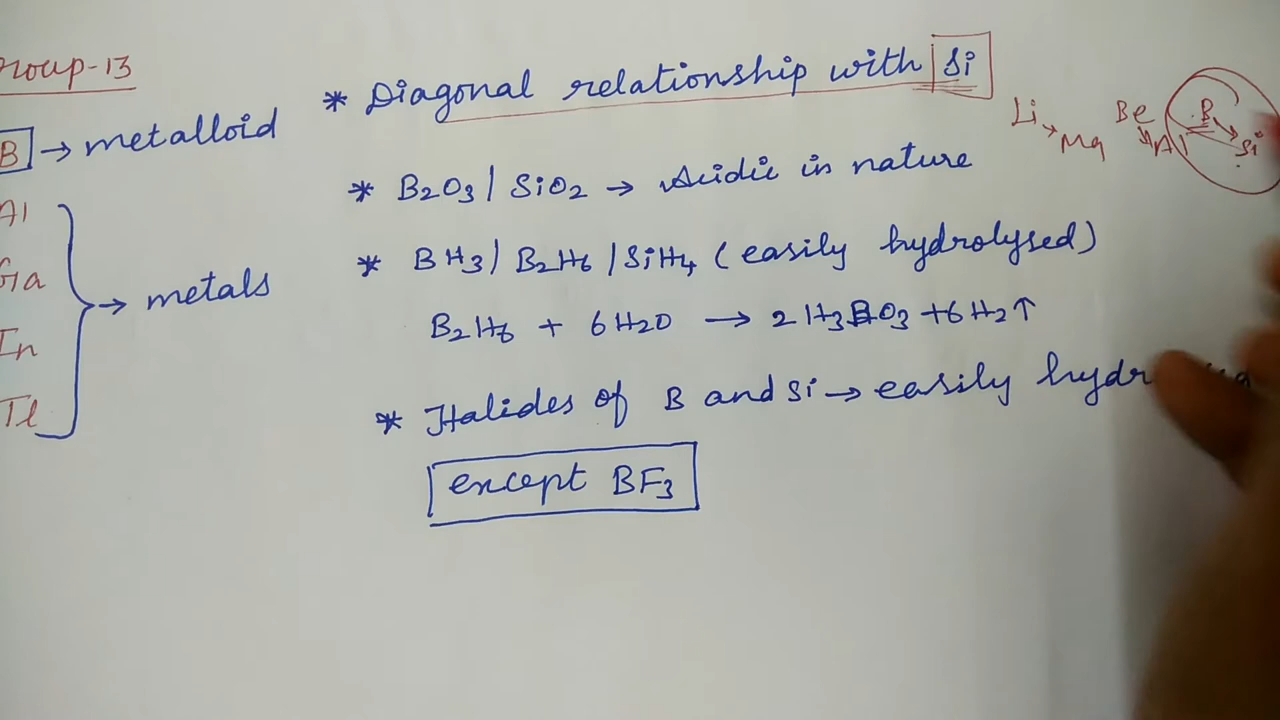 roup-13
B → metalloid
Al
Ga
In
Tl
→ metals
* Diagonal relationship with Si
Li → Mg Be → Al B → Si
* B2O3 / SiO2 → Acidic in nature
* BH3 / B2H6 / SiH4 (easily hydrolysed)
B2H6 + 6H2O → 2H3BO3 + 6H2↑
* Halides of B and Si → easily hydr
except BF3